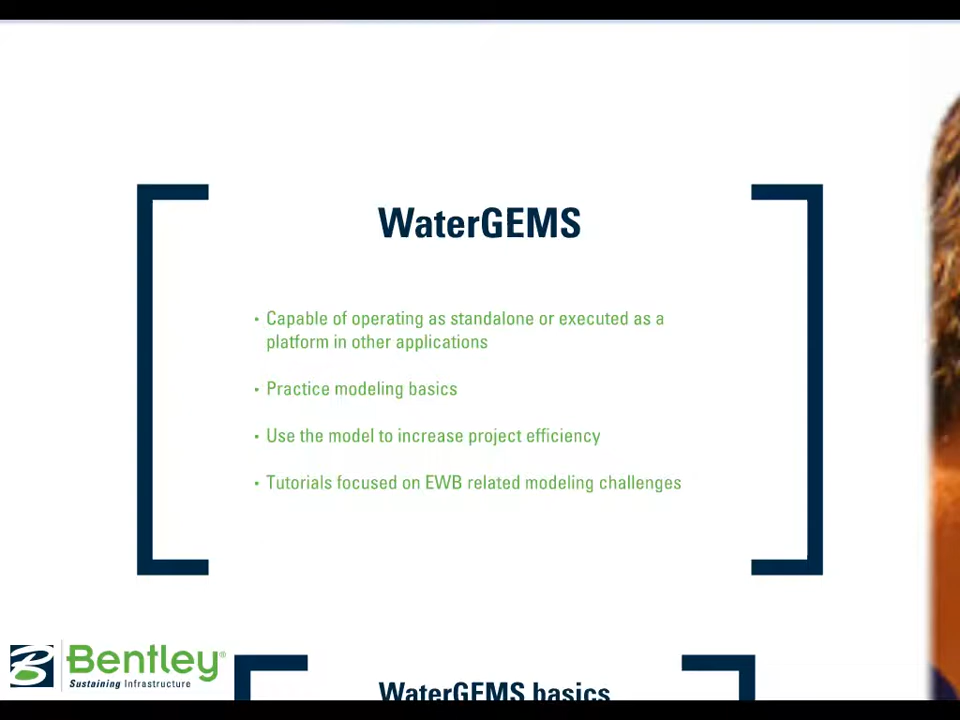 WaterGEMS
• Capable of operating as standalone or executed as a
platform in other applications
• Practice modeling basics
• Use the model to increase project efficiency
• Tutorials focused on EWB related modeling challenges
Bentley®
Sustaining Infrastructure
WaterGEMS basics